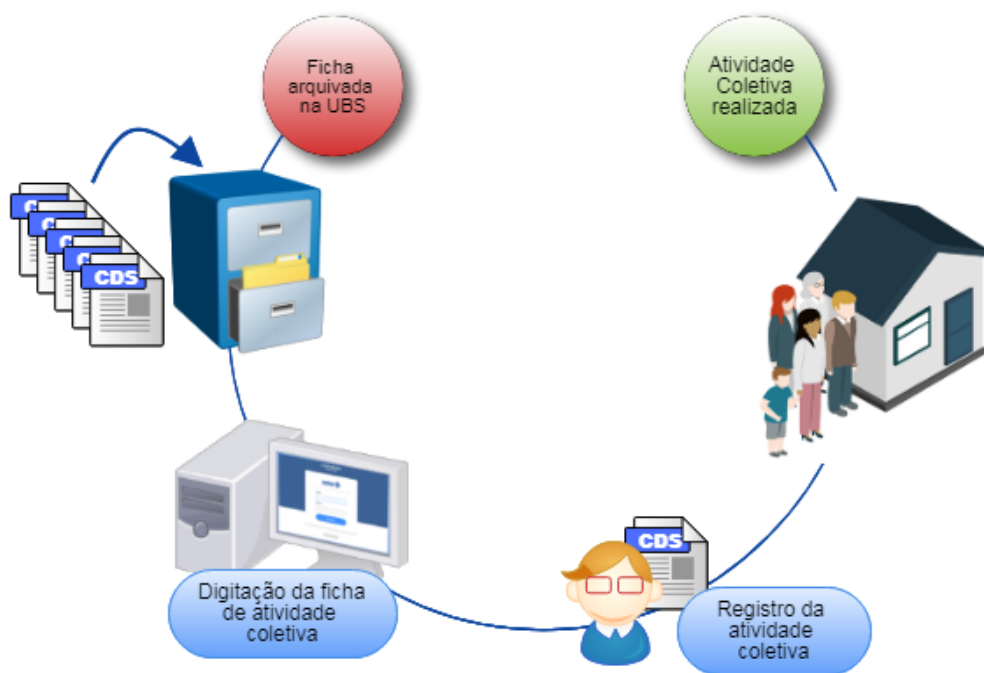 Ficha
arquivada
na UBS
Atividade
Coletiva
realizada
CDS
Digitação da ficha
de atividade
coletiva
CDS
Registro da
atividade
coletiva